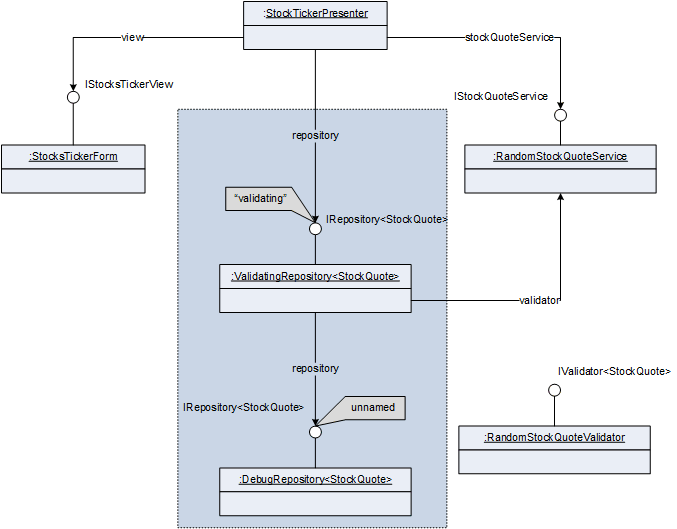 :StockTickerPresenter
view
stockQuoteService
IStocksTickerView
IStockQuoteService
repository
:StocksTickerForm
:RandomStockQuoteService
“validating”
IRepository<StockQuote>
:ValidatingRepository<StockQuote>
validator
repository
IValidator<StockQuote>
IRepository<StockQuote>
unnamed
:RandomStockQuoteValidator
:DebugRepository<StockQuote>